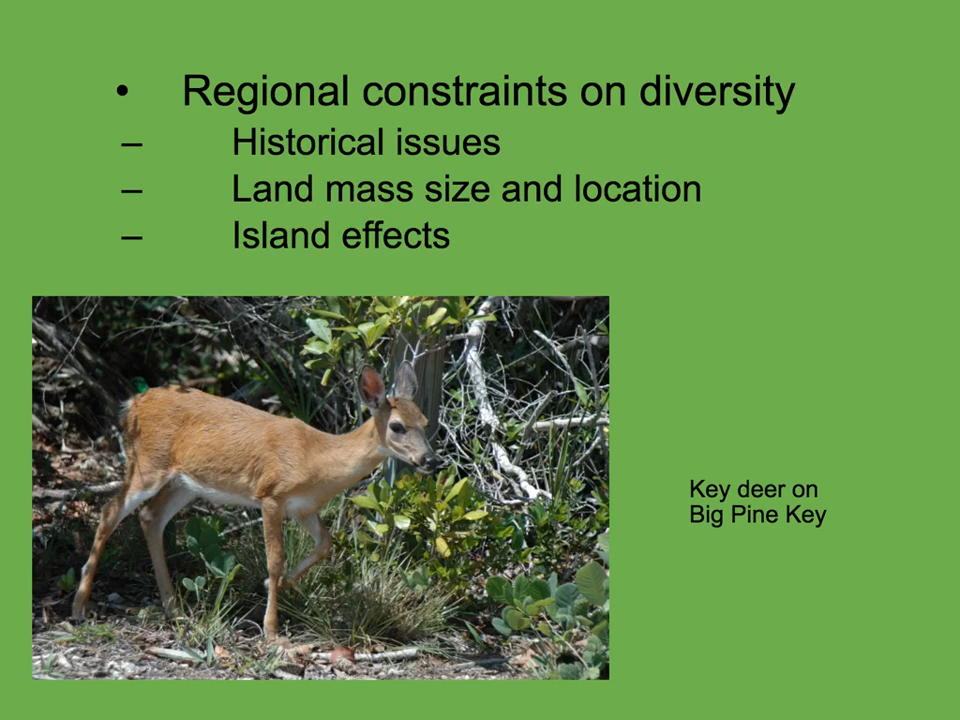 • Regional constraints on diversity
– Historical issues
– Land mass size and location
– Island effects
Key deer on
Big Pine Key